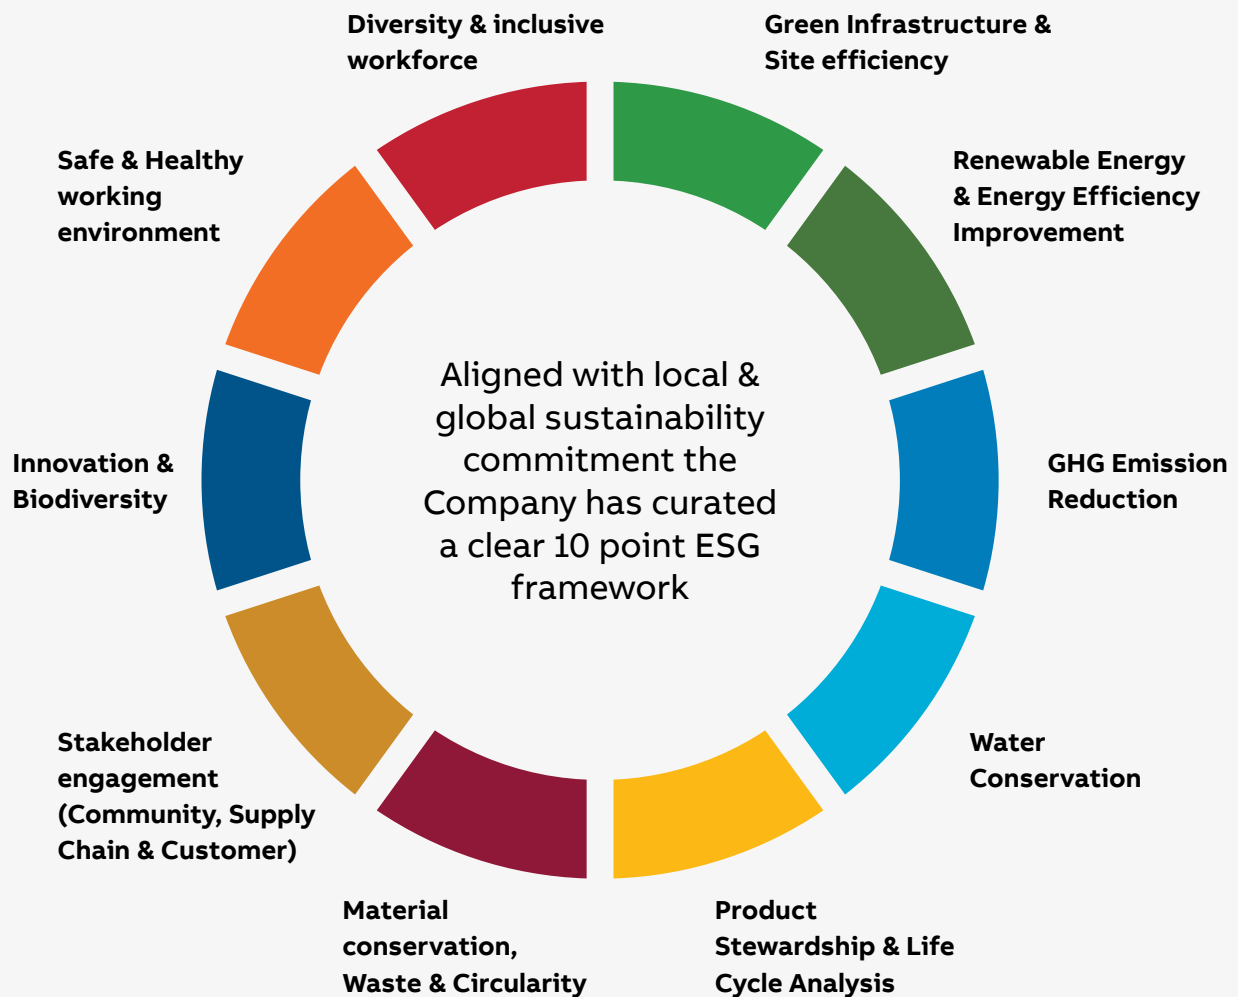 Diversity & inclusive
workforce
Green Infrastructure &
Site efficiency
Safe & Healthy
working
environment
Renewable Energy
& Energy Efficiency
Improvement
Aligned with local &
global sustainability
commitment the
Company has curated
a clear 10 point ESG
framework
Innovation &
Biodiversity
GHG Emission
Reduction
Stakeholder
engagement
(Community, Supply
Chain & Customer)
Water
Conservation
Material
conservation,
Waste & Circularity
Product
Stewardship & Life
Cycle Analysis